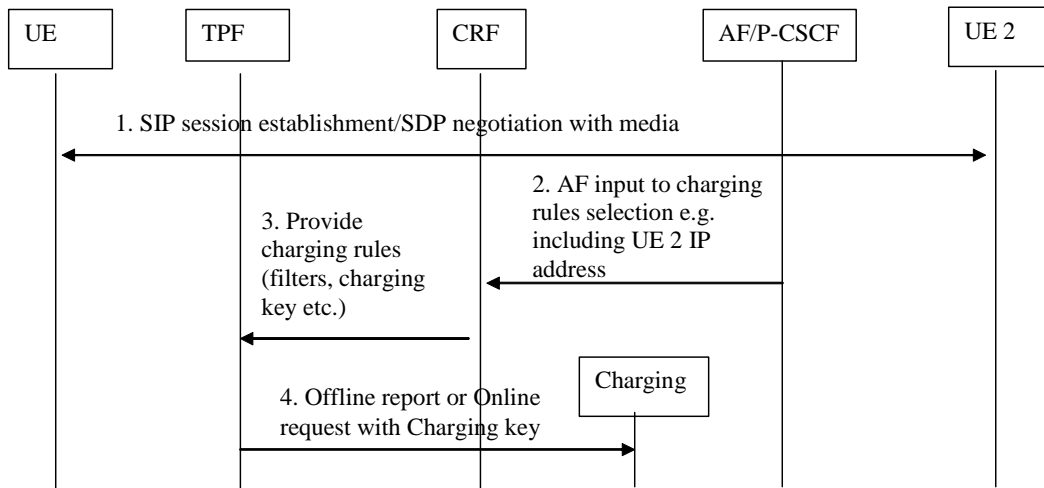 UE
TPF
CRF
AF/P-CSCF
UE 2
1. SIP session establishment/SDP negotiation with media
2. AF input to charging
rules selection e.g.
including UE 2 IP
address
3. Provide
charging rules
(filters, charging
key etc.)
Charging
4. Offline report or Online
request with Charging key